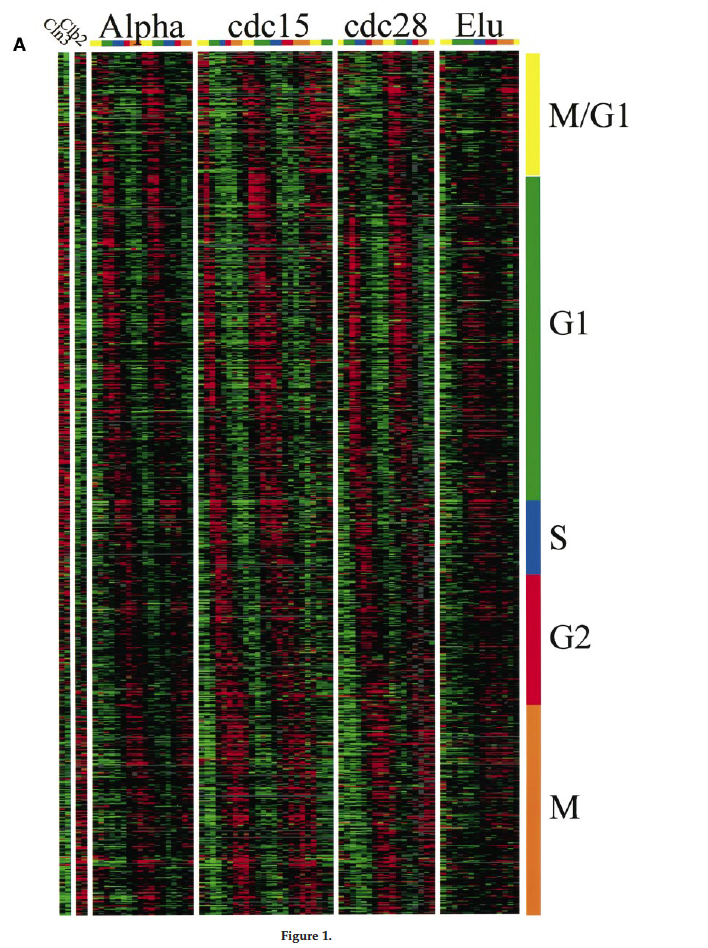 A
Cln3
Clb2
Alpha
cdc15
cdc28
Elu
M/G1
G1
S
G2
M
Figure 1.